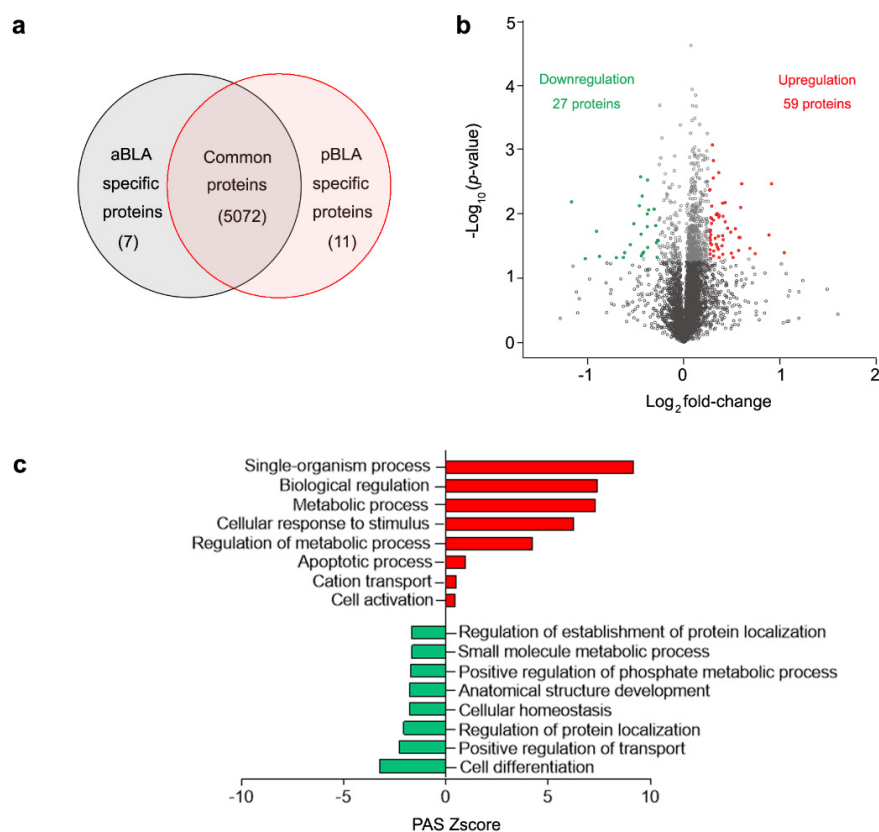 a
aBLA
specific
proteins
(7)
Common
proteins
(5072)
pBLA
specific
proteins
(11)
b
Downregulation
27 proteins
Upregulation
59 proteins
-Log10 (p-value)
5
4
3
2
1
0
-1
0
1
2
Log2 fold-change
c
Single-organism process
Biological regulation
Metabolic process
Cellular response to stimulus
Regulation of metabolic process
Apoptotic process
Cation transport
Cell activation
Regulation of establishment of protein localization
Small molecule metabolic process
Positive regulation of phosphate metabolic process
Anatomical structure development
Cellular homeostasis
Regulation of protein localization
Positive regulation of transport
Cell differentiation
-10
-5
0
5
10
PAS Zscore